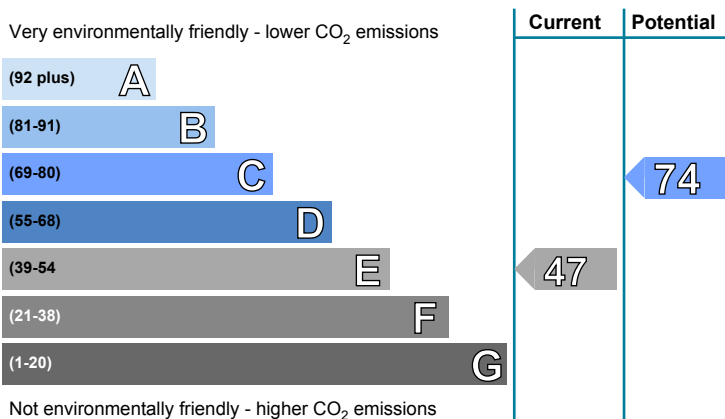 Very environmentally friendly - lower CO2 emissions
Current
Potential
(92 plus) A
(81-91) B
(69-80) C
74
(55-68) D
(39-54 E
47
(21-38) F
(1-20) G
Not environmentally friendly - higher CO2 emissions